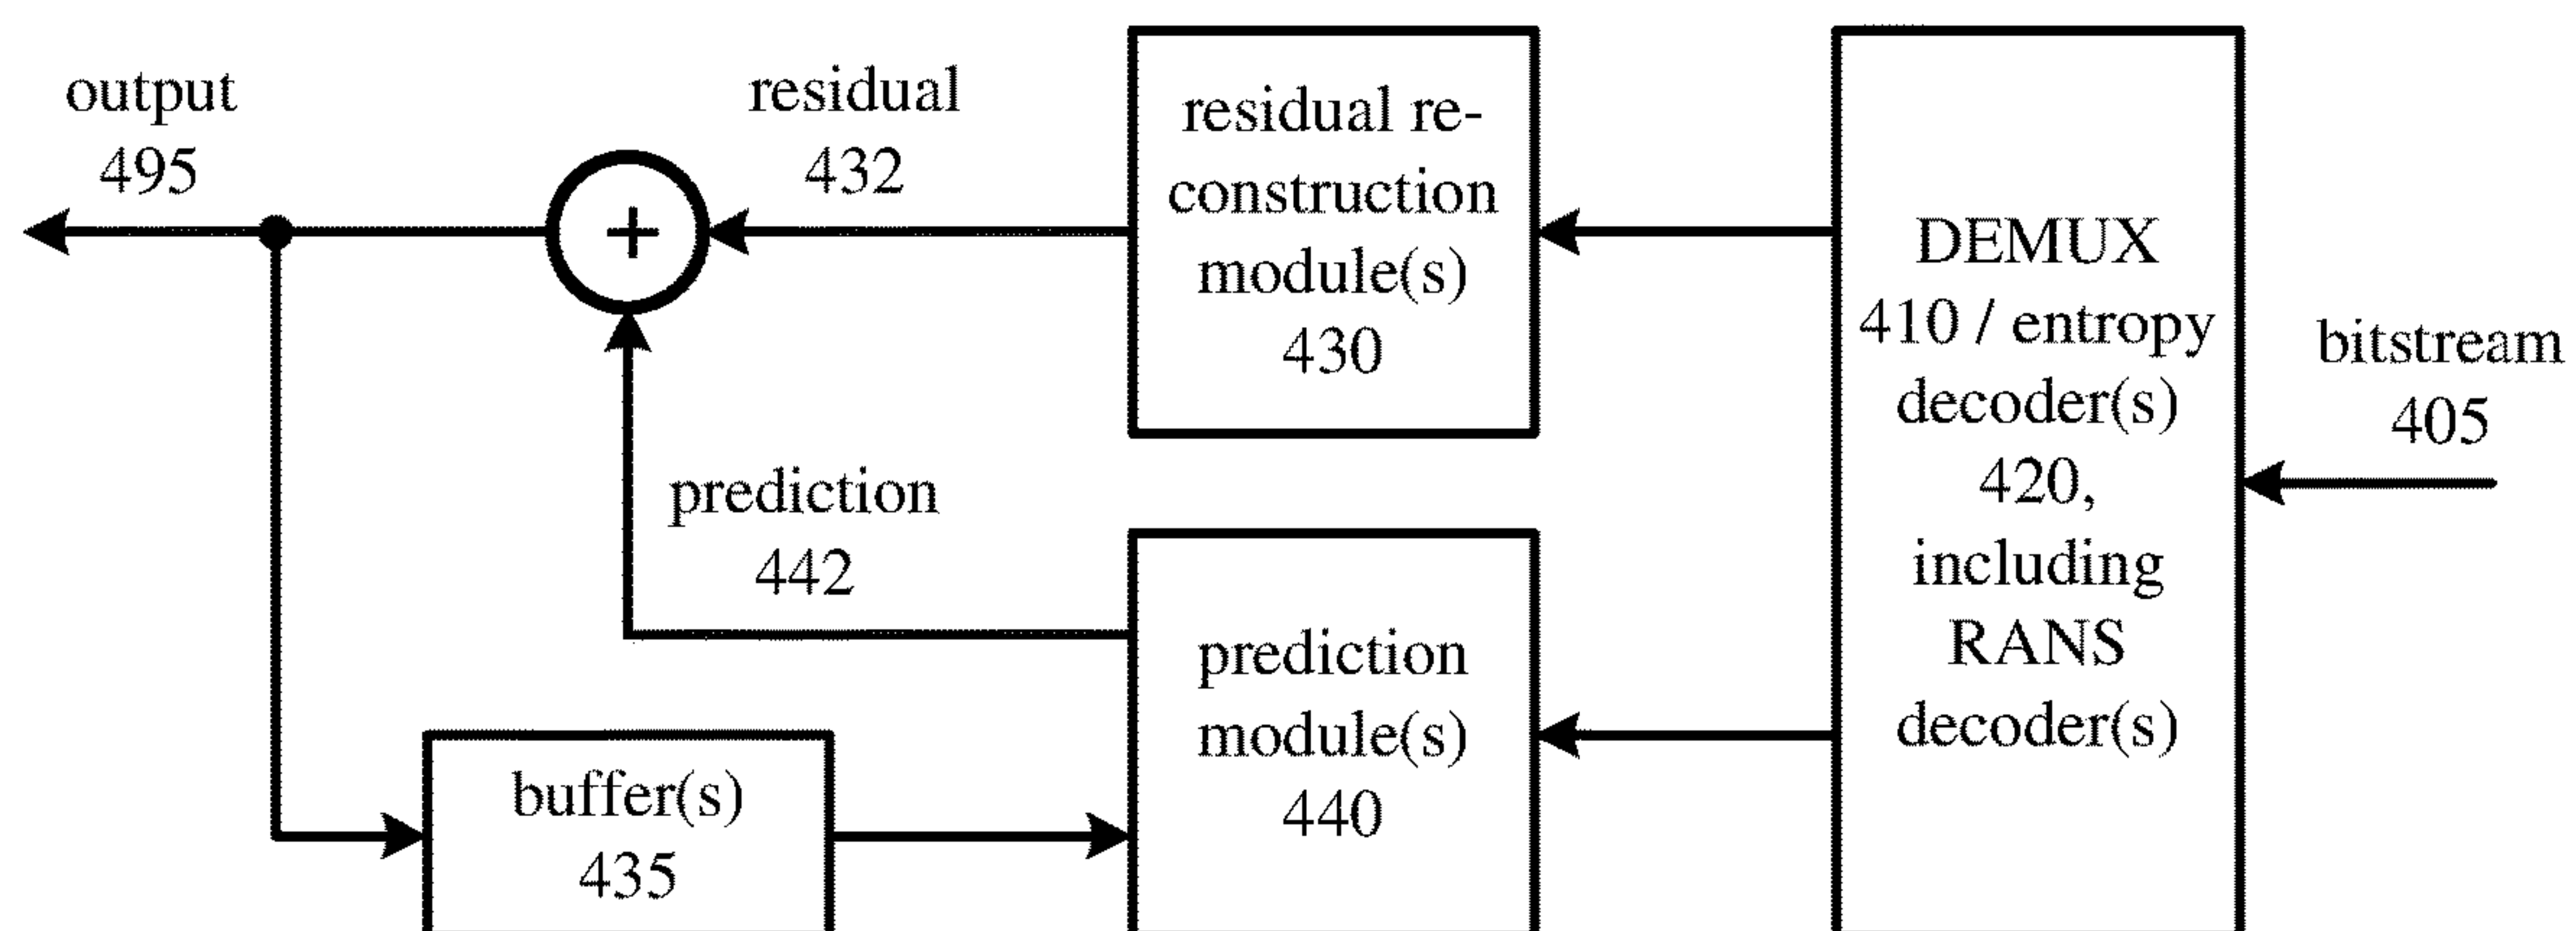 output
495
residual
432
+
residual re-
construction
module(s)
430
DEMUX
410 / entropy
decoder(s)
420,
including
RANS
decoder(s)
bitstream
405
prediction
442
prediction
module(s)
440
buffer(s)
435